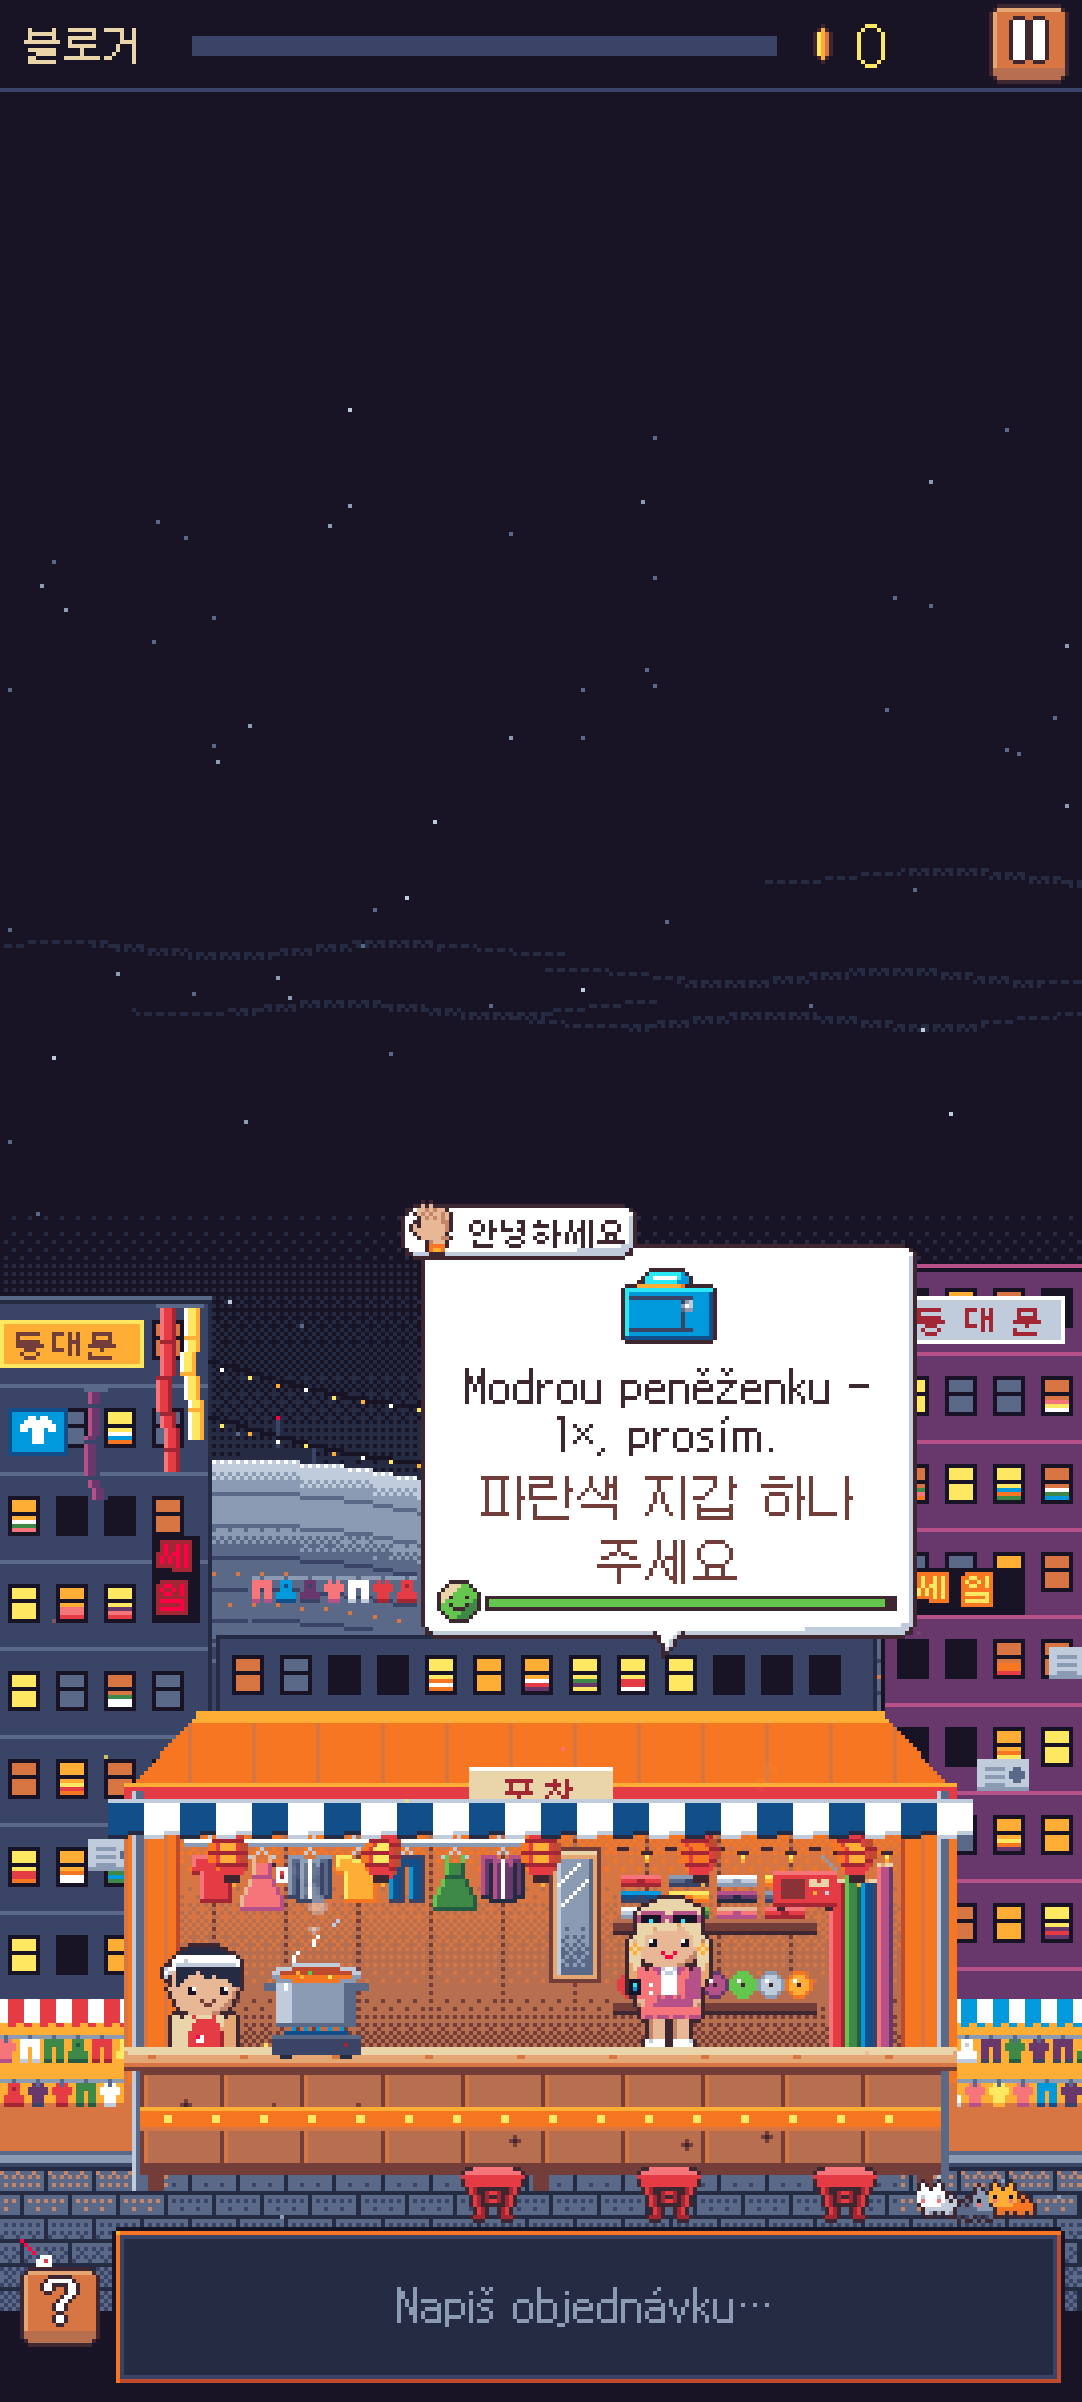 블로거
0
안녕하세요
Modrou peněženku –
1×, prosím.
파란색 지갑 하나
주세요
동대문
동대문
세일
세일
포차
?
Napiš objednávku…